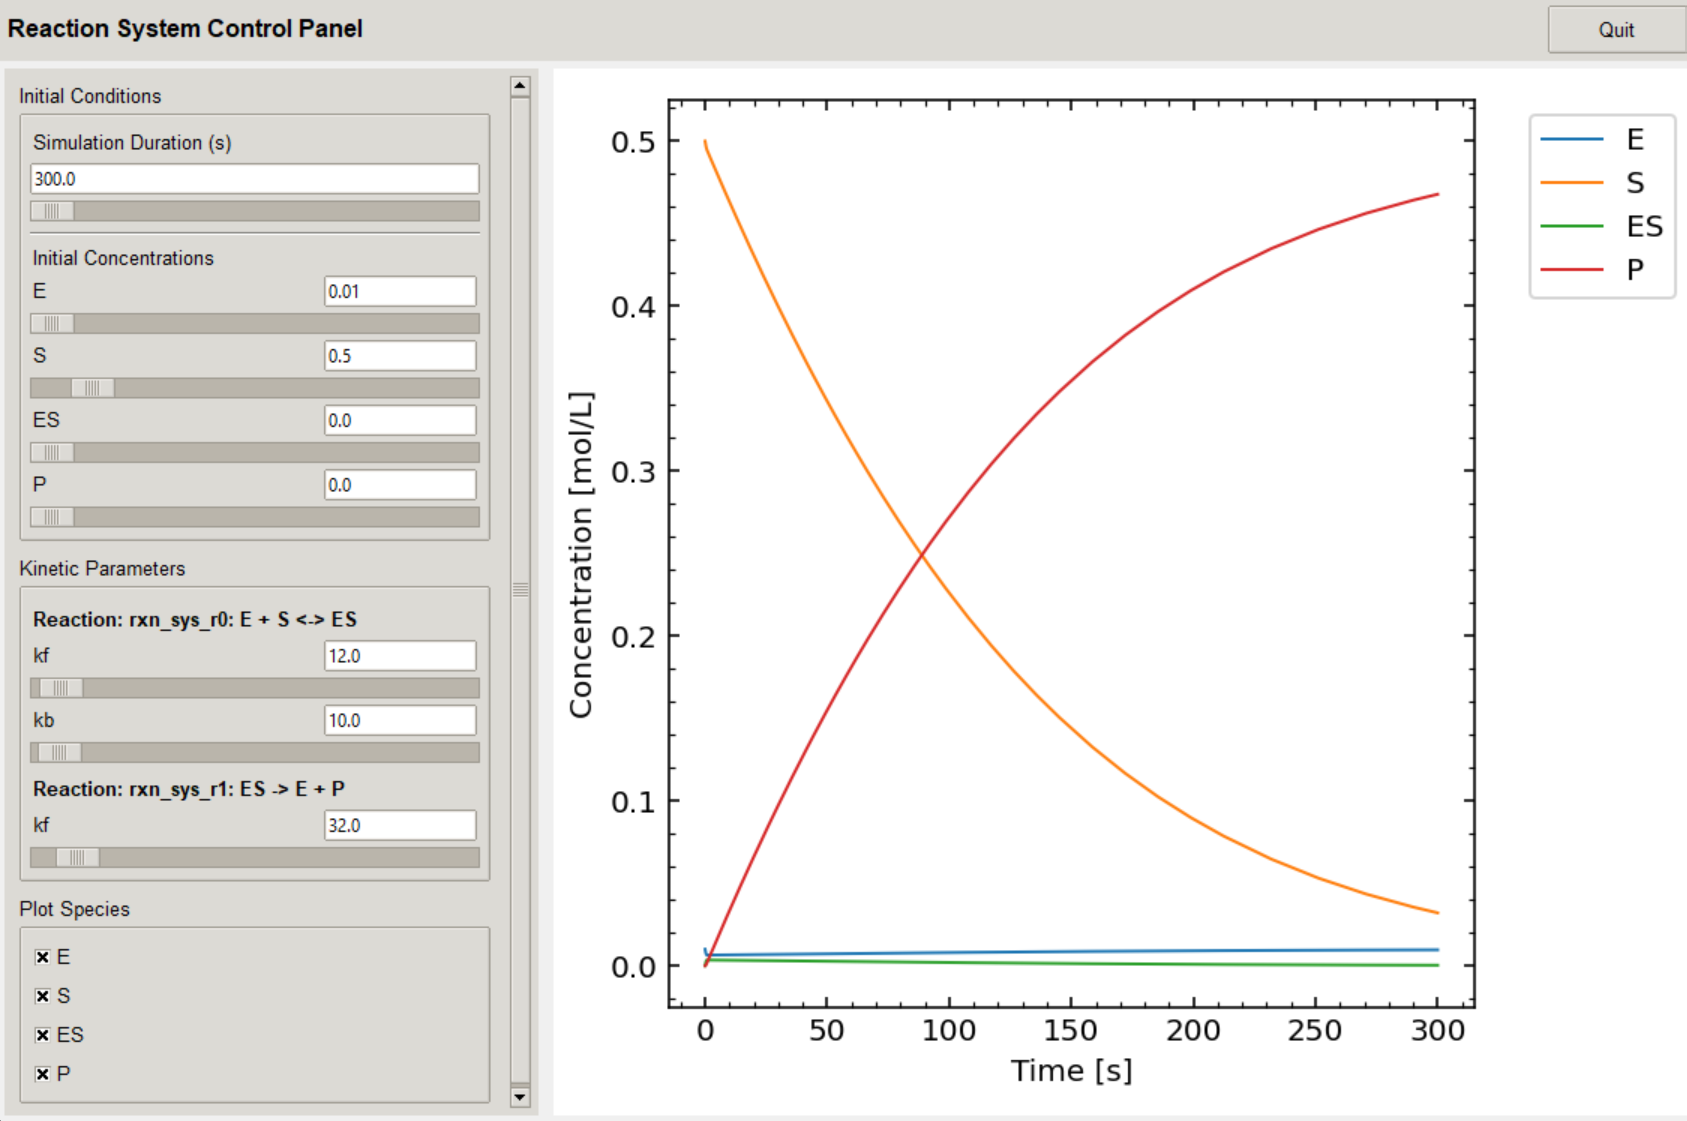 Reaction System Control Panel
Quit
Initial Conditions
Simulation Duration (s)
300.0
Initial Concentrations
E 0.01
S 0.5
ES 0.0
P 0.0
Kinetic Parameters
Reaction: rxn_sys_r0: E + S <-> ES
kf 12.0
kb 10.0
Reaction: rxn_sys_r1: ES -> E + P
kf 32.0
Plot Species
E
S
ES
P
Concentration [mol/L]
0.5
0.4
0.3
0.2
0.1
0.0
0 50 100 150 200 250 300
Time [s]
E
S
ES
P